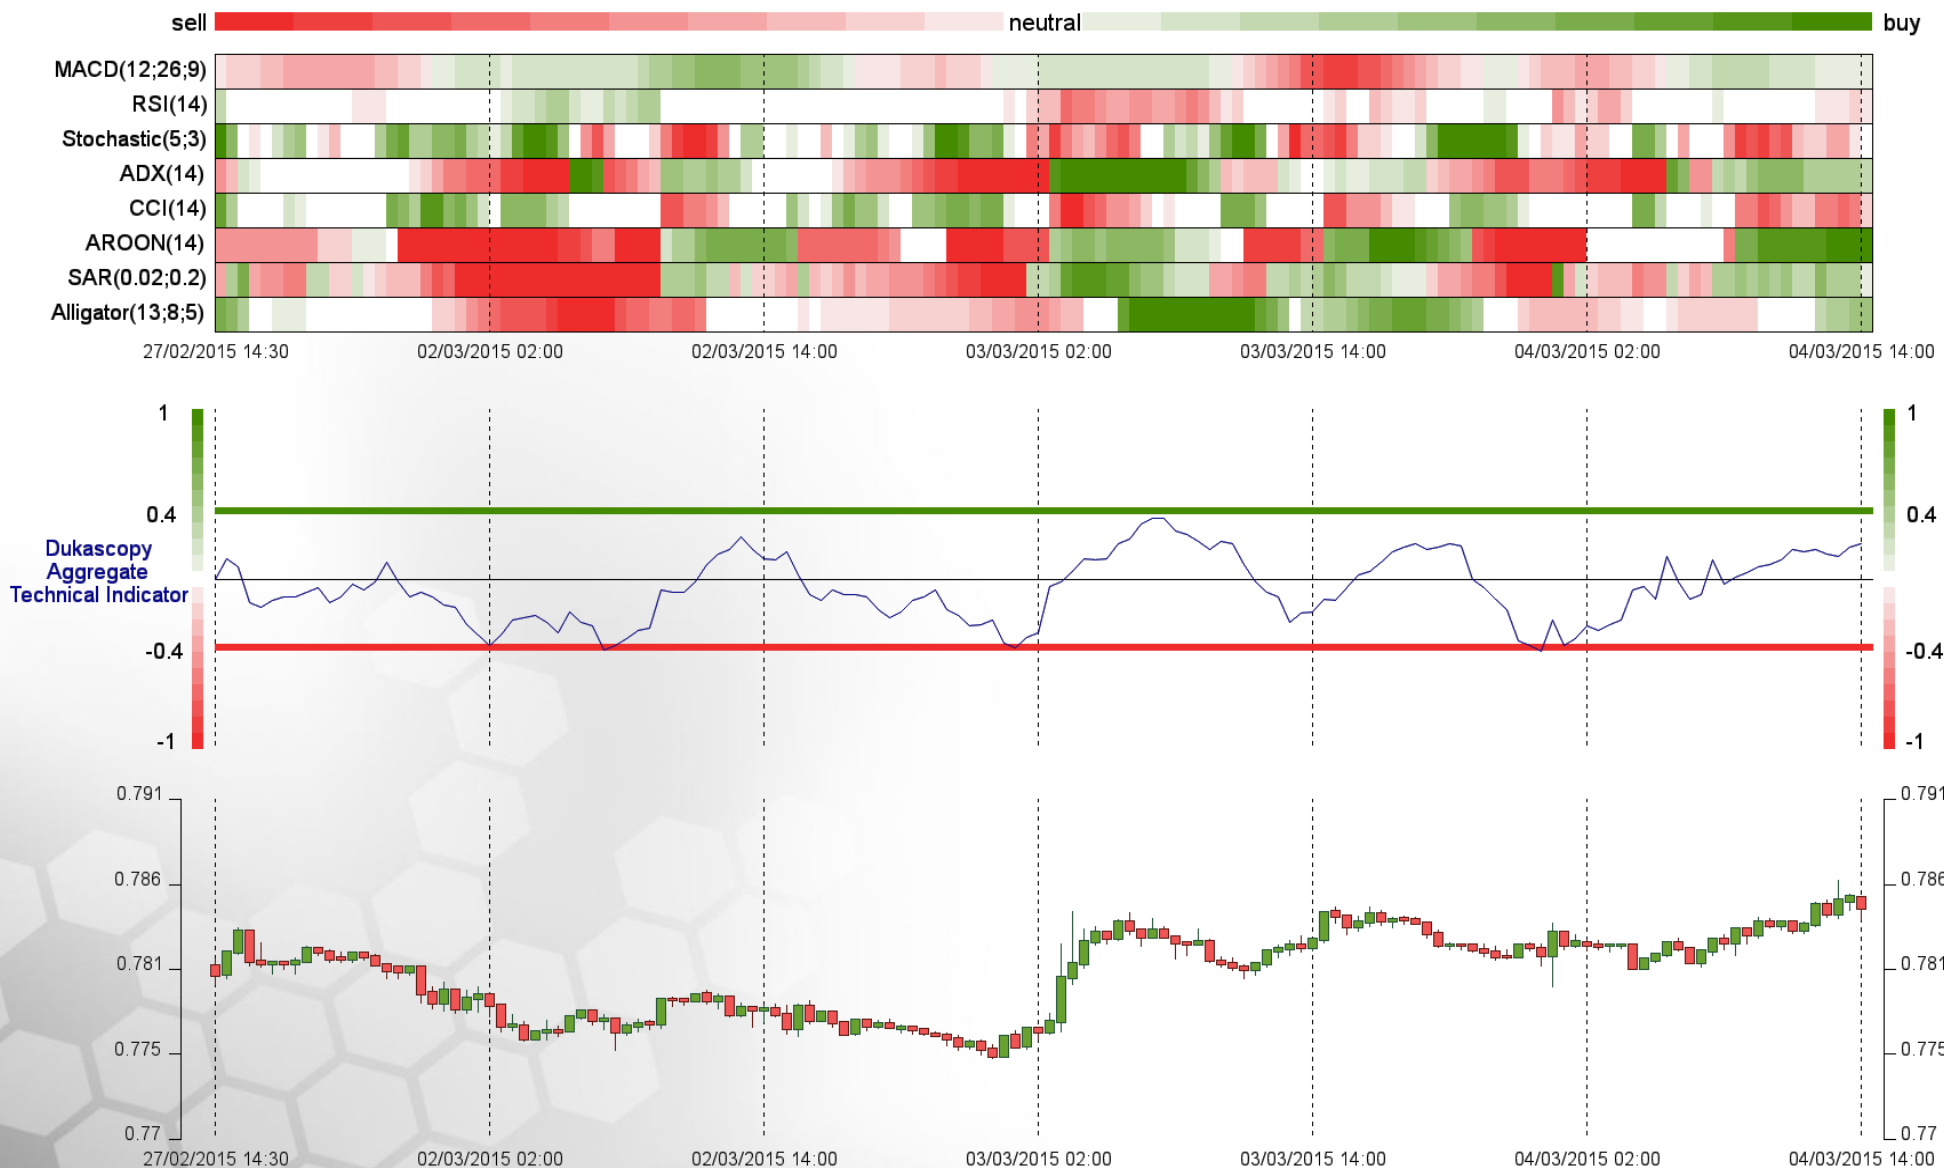 sell neutral buy
MACD(12;26;9)
RSI(14)
Stochastic(5;3)
ADX(14)
CCI(14)
AROON(14)
SAR(0.02;0.2)
Alligator(13;8;5)
27/02/2015 14:30 02/03/2015 02:00 02/03/2015 14:00 03/03/2015 02:00 03/03/2015 14:00 04/03/2015 02:00 04/03/2015 14:00
1 1
0.4 0.4
Dukascopy
Aggregate
Technical Indicator
-0.4 -0.4
-1 -1
0.791 0.791
0.786 0.786
0.781 0.781
0.775 0.775
0.77 0.77
27/02/2015 14:30 02/03/2015 02:00 02/03/2015 14:00 03/03/2015 02:00 03/03/2015 14:00 04/03/2015 02:00 04/03/2015 14:00